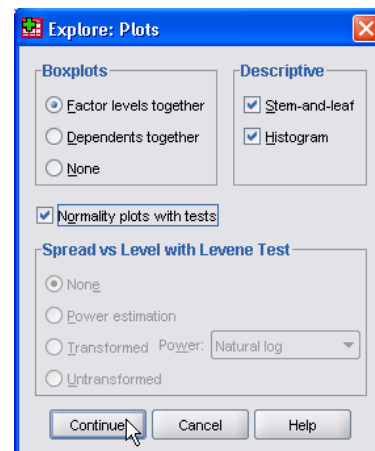 Explore: Plots
Boxplots
Factor levels together
Dependents together
None
Descriptive
Stem-and-leaf
Histogram
Normality plots with tests
Spread vs Level with Levene Test
None
Power estimation
Transformed Power: Natural log
Untransformed
Continue Cancel Help